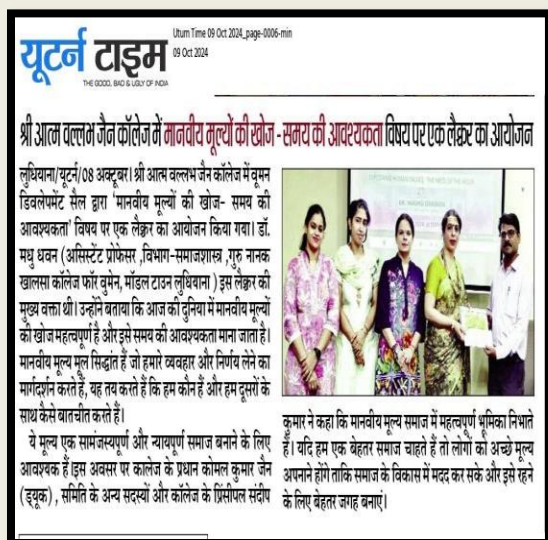 यूटर्न टाइम
THE GOOD, BAD & UGLY OF INDIA
Uturn Time 09 Oct 2024_page-0006-min
09 Oct 2024
श्री आत्म वल्लभ जैन कॉलेज में मानवीय मूल्यों की खोज - समय की आवश्यकता विषय पर एक लैक्चर का आयोजन
लुधियाना/यूटर्न/08 अक्टूबर। श्री आत्म वल्लभ जैन कॉलेज में वूमन
डिवलेपमेंट सैल द्वारा ‘मानवीय मूल्यों की खोज- समय की
आवश्यकता’ विषय पर एक लैक्चर का आयोजन किया गया। डॉ.
मधु धवन (असिस्टेंट प्रोफेसर ,विभाग-समाजशास्त्र ,गुरु नानक
खालसा कॉलेज फॉर वुमेन, मॉडल टाउन लुधियाना ) इस लैक्चर की
मुख्य वक्ता थी। उन्होंने बताया कि आज की दुनिया में मानवीय मूल्यों
की खोज महत्वपूर्ण है और इसे समय की आवश्यकता माना जाता है।
मानवीय मूल्य मूल सिद्धांत हैं जो हमारे व्यवहार और निर्णय लेने का
मार्गदर्शन करते हैं, यह तय करते हैं कि हम कौन हैं और हम दूसरों के
साथ कैसे बातचीत करते हैं।
ये मूल्य एक सामंजस्यपूर्ण और न्यायपूर्ण समाज बनाने के लिए
आवश्यक हैं।इस अवसर पर कालेज के प्रधान कोमल कुमार जैन
(ड्यूक) , समिति के अन्य सदस्यों और कॉलेज के प्रिंसीपल संदीप
कुमार ने कहा कि मानवीय मूल्य समाज में महत्वपूर्ण भूमिका निभाते
हैं। यदि हम एक बेहतर समाज चाहते हैं तो लोगों को अच्छे मूल्य
अपनाने होंगे ताकि समाज के विकास में मदद कर सके और इसे रहने
के लिए बेहतर जगह बनाएं।